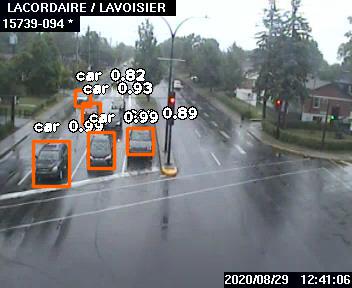 LACORDAIRE / LAVOISIER
15739-094 *
car 0.82
car 0.93
car 0.99
0.99
0.89
2020/08/29 12:41:06